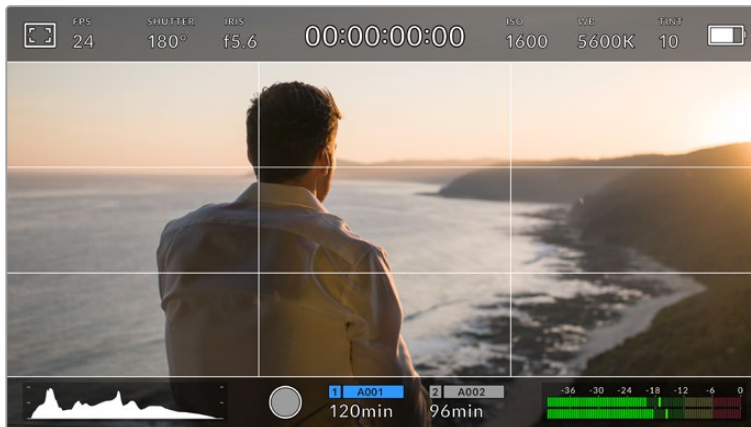 FPS SHUTTER IRIS ISO WB TINT
24 180° f5.6 00:00:00:00 1600 5600K 10
1 A001 2 A002
120min 96min
-36 -30 -24 -18 -12 -6 0